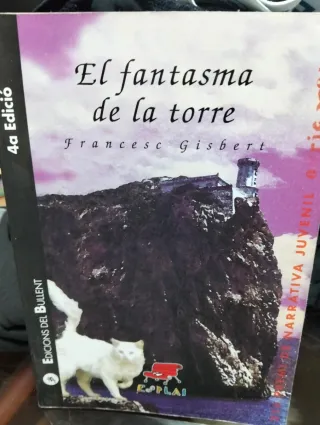 El fantasma
de la torre
Francesc Gisbert
4a Edició
EDICIONS DEL BULLENT
ESPLAI
NARRATIVA JUVENIL